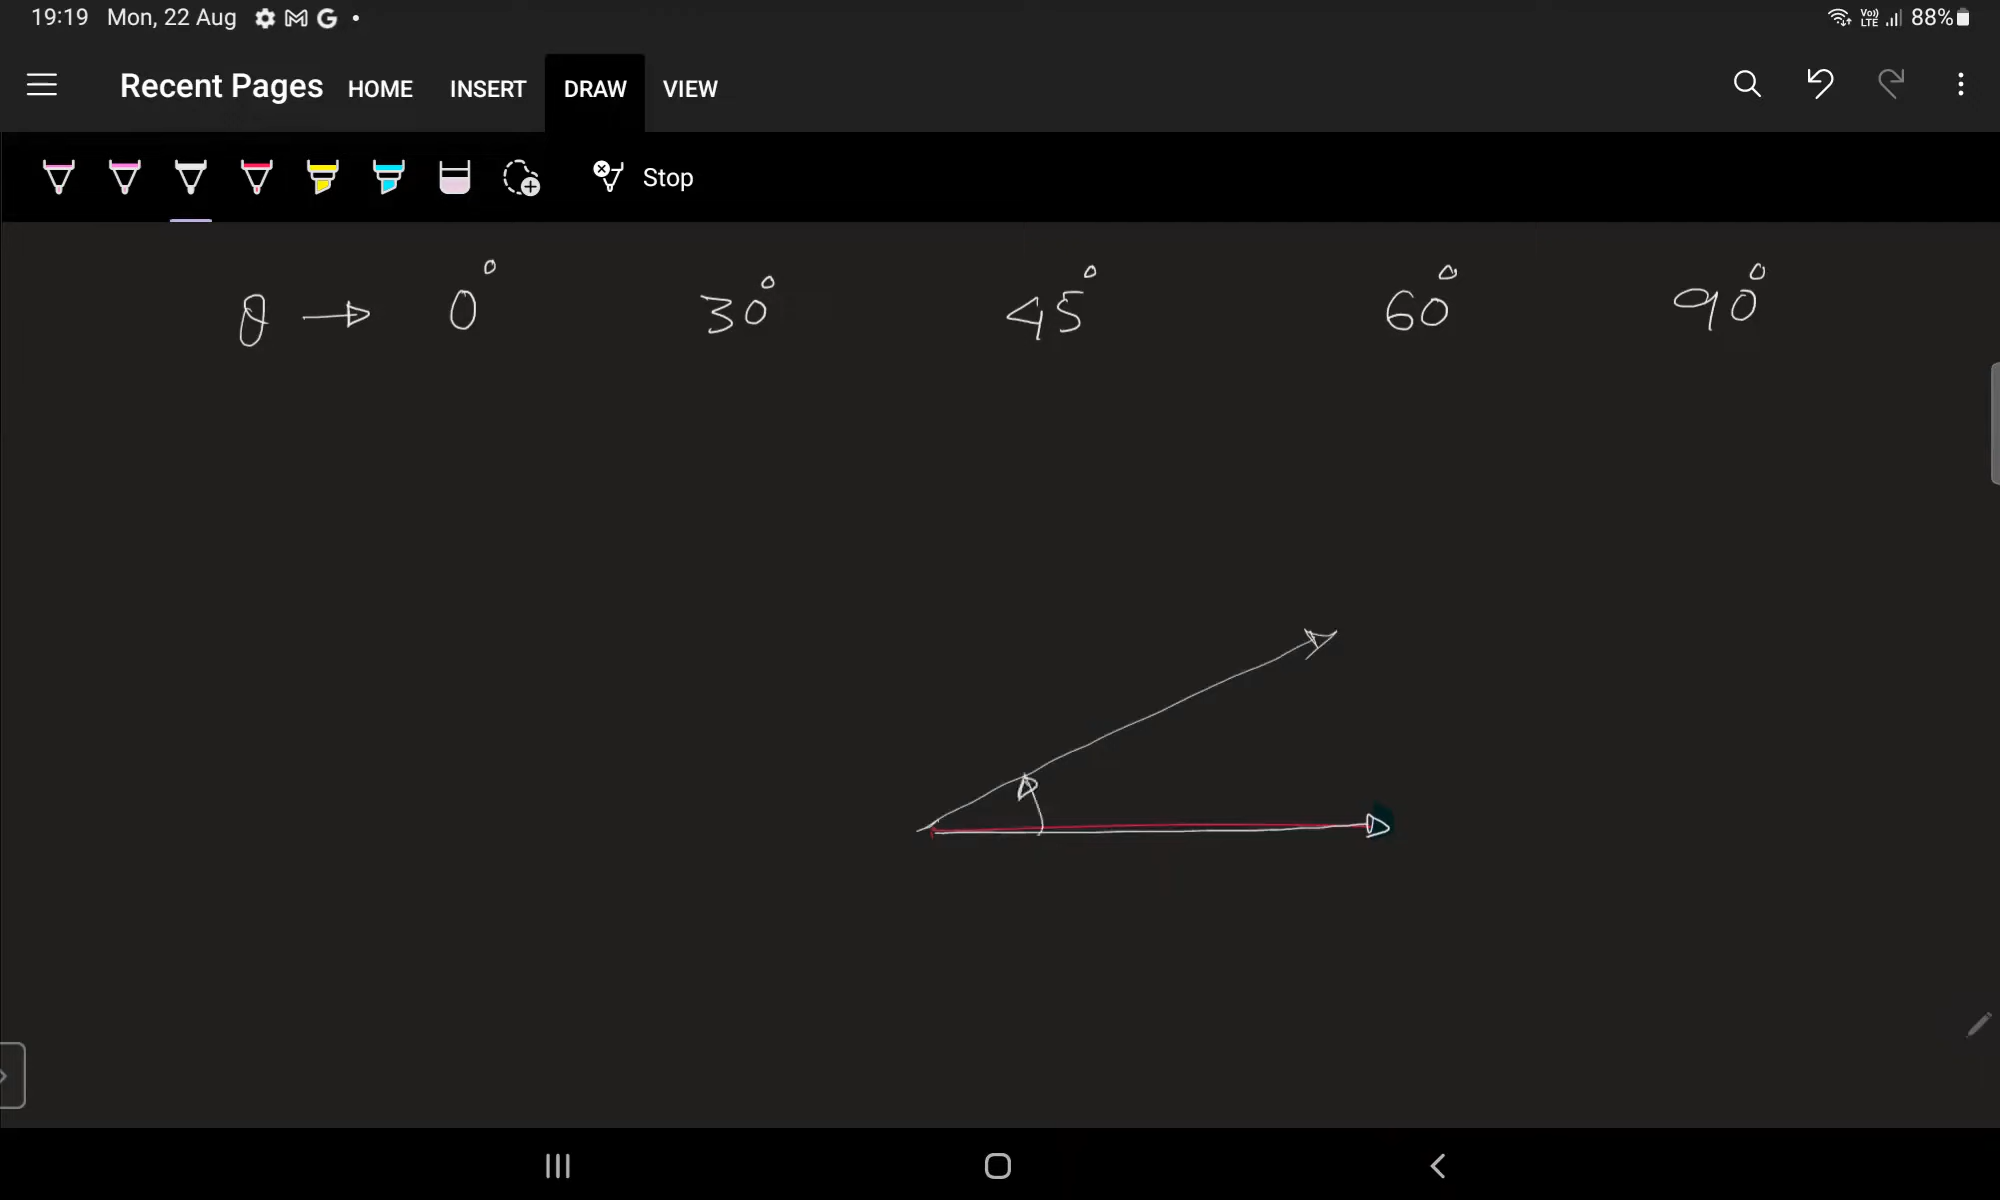 19:19 Mon, 22 Aug 88%
Recent Pages HOME INSERT DRAW VIEW
Stop
θ → 0° 30° 45° 60° 90°